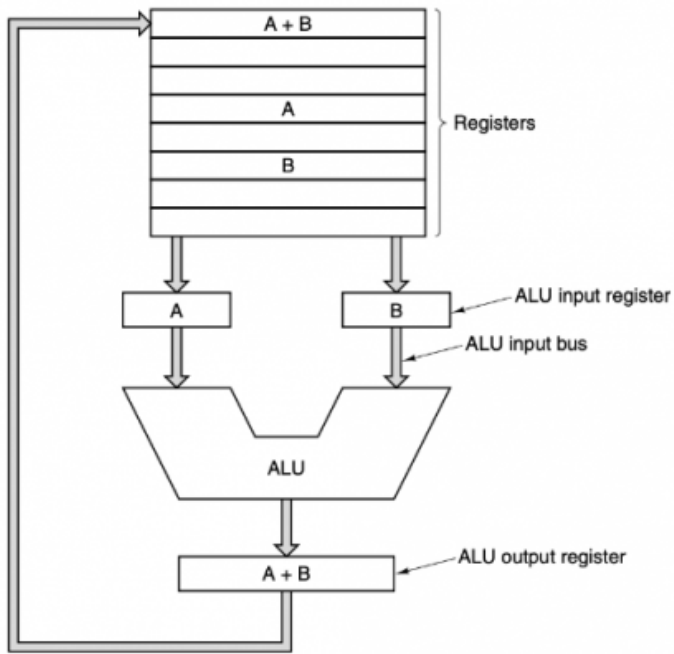 A + B
A
Registers
B
A
B
ALU input register
ALU input bus
ALU
ALU output register
A + B